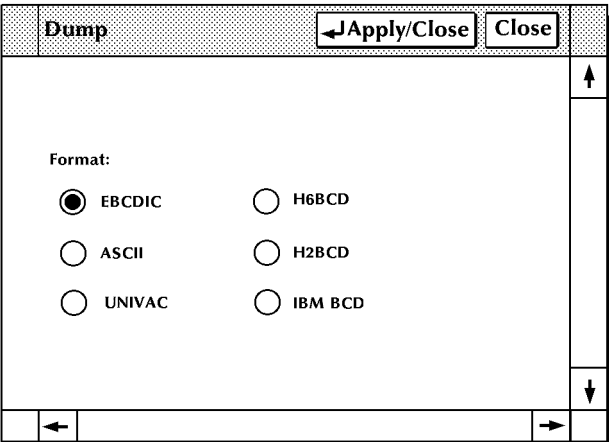 Dump Apply/Close Close
Format:
EBCDIC H6BCD
ASCII H2BCD
UNIVAC IBM BCD